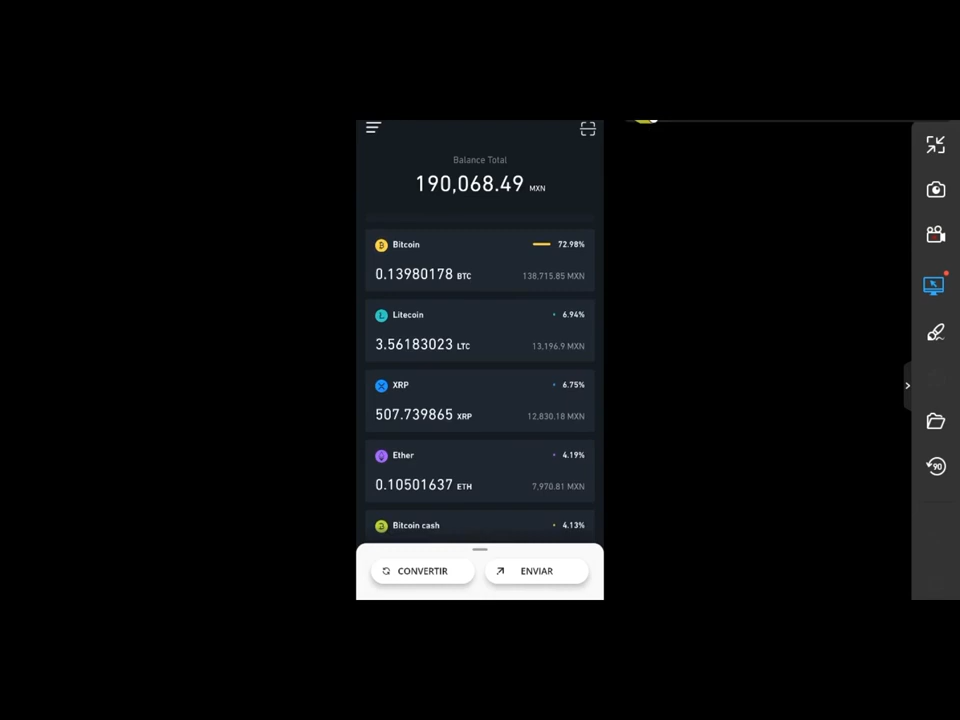 Balance Total
190,068.49 MXN
Bitcoin 72.98%
0.13980178 BTC 138,715.85 MXN
Litecoin 6.94%
3.56183023 LTC 13,196.9 MXN
XRP 6.75%
507.739865 XRP 12,830.18 MXN
Ether 4.19%
0.10501637 ETH 7,970.81 MXN
Bitcoin cash 4.13%
CONVERTIR ENVIAR
90